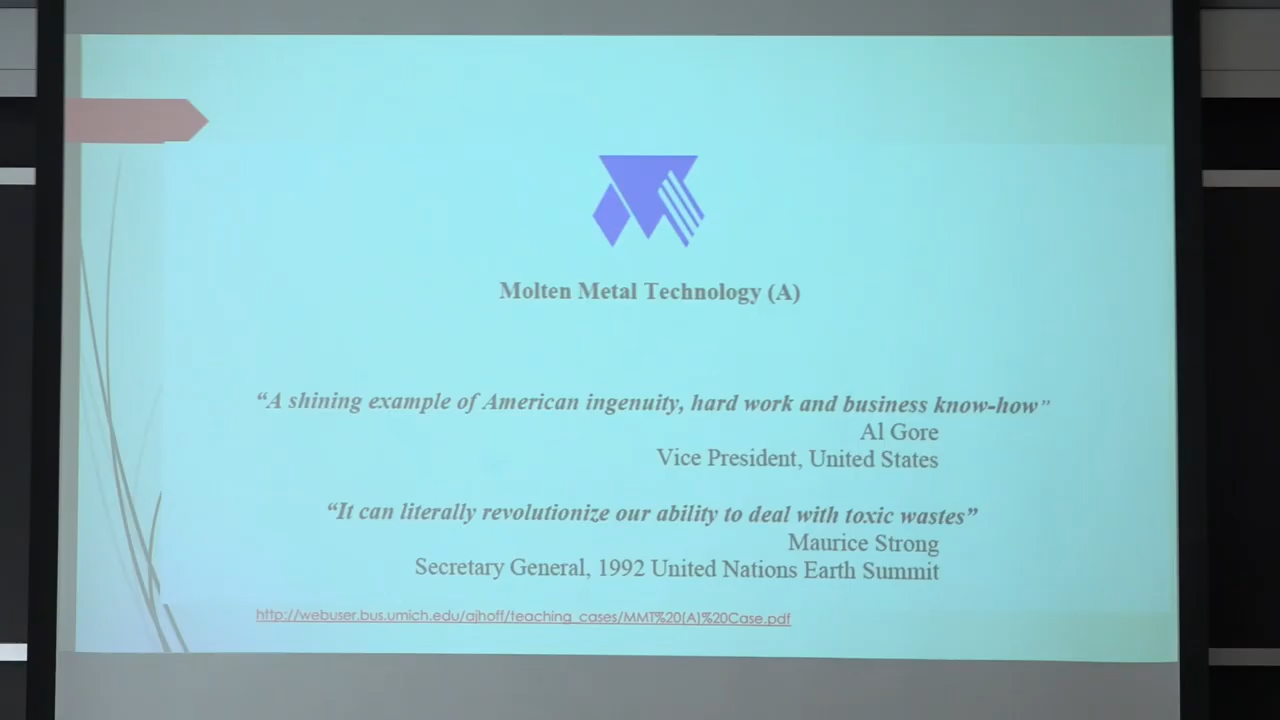 Molten Metal Technology (A)
“A shining example of American ingenuity, hard work and business know-how”
Al Gore
Vice President, United States
“It can literally revolutionize our ability to deal with toxic wastes”
Maurice Strong
Secretary General, 1992 United Nations Earth Summit
http://webuser.bus.umich.edu/ajhoff/teaching_cases/MMT%20(A)%20Case.pdf